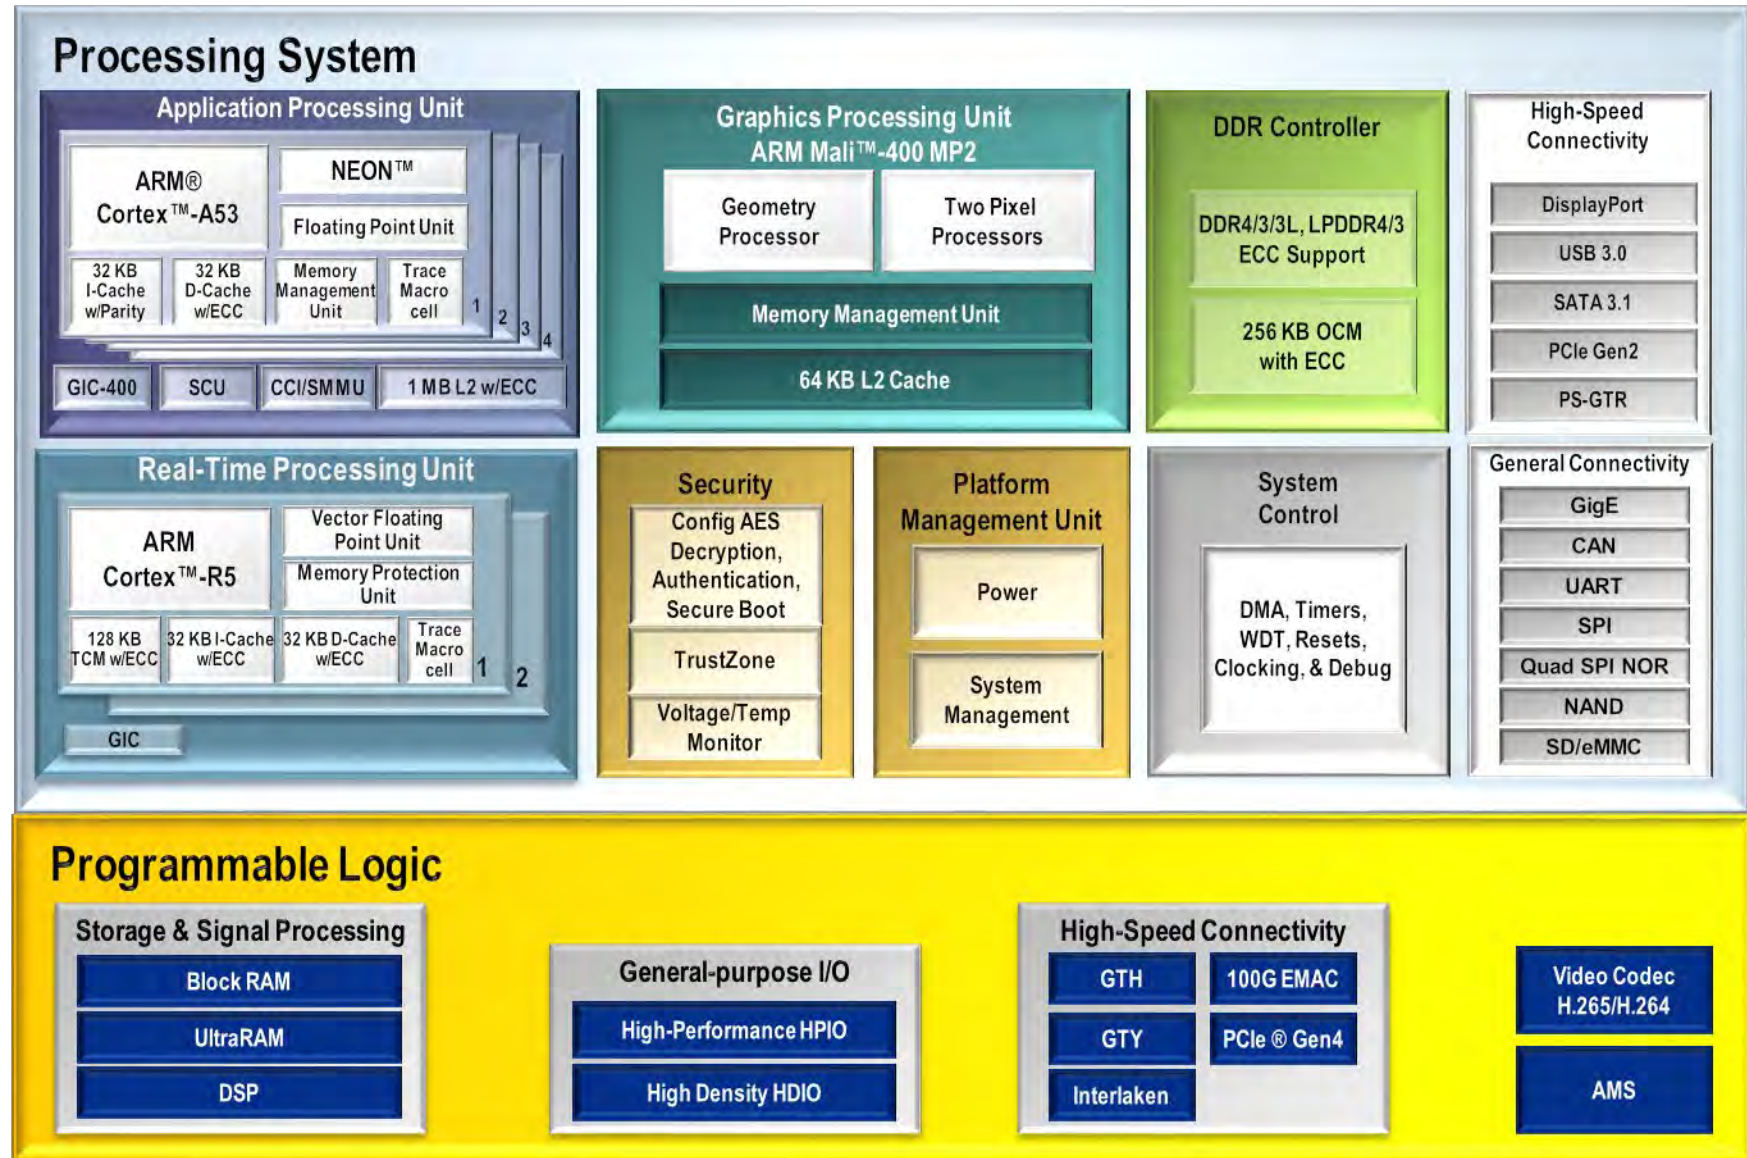 Processing System
Application Processing Unit
ARM®
Cortex™-A53
NEON™
Floating Point Unit
32 KB
I-Cache
w/Parity
32 KB
D-Cache
w/ECC
Memory
Management
Unit
Trace
Macro
cell
1
2
3
4
GIC-400
SCU
CCI/SMMU
1 MB L2 w/ECC
Graphics Processing Unit
ARM Mali™-400 MP2
Geometry
Processor
Two Pixel
Processors
Memory Management Unit
64 KB L2 Cache
DDR Controller
DDR4/3/3L, LPDDR4/3
ECC Support
256 KB OCM
with ECC
High-Speed
Connectivity
DisplayPort
USB 3.0
SATA 3.1
PCIe Gen2
PS-GTR
Real-Time Processing Unit
ARM
Cortex™-R5
Vector Floating
Point Unit
Memory Protection
Unit
128 KB
TCM w/ECC
32 KB I-Cache
w/ECC
32 KB D-Cache
w/ECC
Trace
Macro
cell
1
2
GIC
Security
Config AES
Decryption,
Authentication,
Secure Boot
TrustZone
Voltage/Temp
Monitor
Platform
Management Unit
Power
System
Management
System
Control
DMA, Timers,
WDT, Resets,
Clocking, & Debug
General Connectivity
GigE
CAN
UART
SPI
Quad SPI NOR
NAND
SD/eMMC
Programmable Logic
Storage & Signal Processing
Block RAM
UltraRAM
DSP
General-purpose I/O
High-Performance HPIO
High Density HDIO
High-Speed Connectivity
GTH
100G EMAC
GTY
PCIe ® Gen4
Interlaken
Video Codec
H.265/H.264
AMS